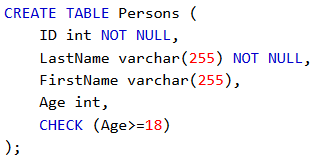 CREATE TABLE Persons (
    ID int NOT NULL,
    LastName varchar(255) NOT NULL,
    FirstName varchar(255),
    Age int,
    CHECK (Age>=18)
);